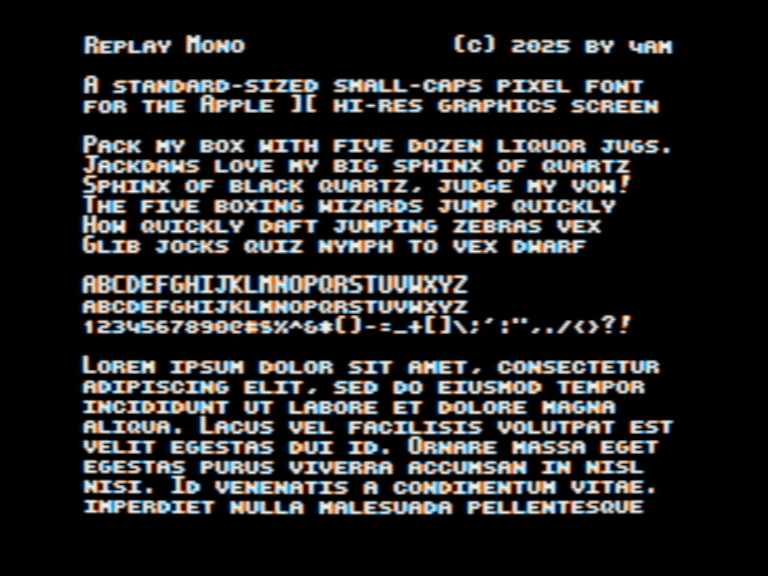 Replay Mono (c) 2025 by 4am
A standard-sized small-caps pixel font
for the Apple ][ hi-res graphics screen
Pack my box with five dozen liquor jugs.
Jackdaws love my big sphinx of quartz
Sphinx of black quartz, judge my vow!
The five boxing wizards jump quickly
How quickly daft jumping zebras vex
Glib jocks quiz nymph to vex dwarf
ABCDEFGHIJKLMNOPQRSTUVWXYZ
abcdefghijklmnopqrstuvwxyz
1234567890@#$%^&*()-=_+[]\;':",./<>?!
Lorem ipsum dolor sit amet, consectetur
adipiscing elit, sed do eiusmod tempor
incididunt ut labore et dolore magna
aliqua. Lacus vel facilisis volutpat est
velit egestas dui id. Ornare massa eget
egestas purus viverra accumsan in nisl
nisi. Id venenatis a condimentum vitae.
imperdiet nulla malesuada pellentesque